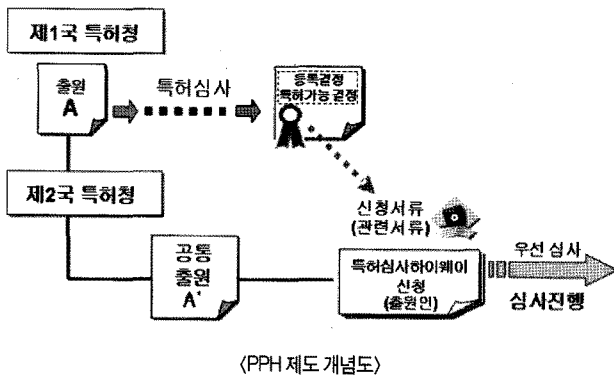 제1국 특허청
출원
A
특허심사
등록결정
특허가능 결정
제2국 특허청
신청서류
(관련서류)
공통
출원
A'
특허심사하이웨이
신청
(출원인)
우선 심사
심사진행
〈PPH 제도 개념도〉